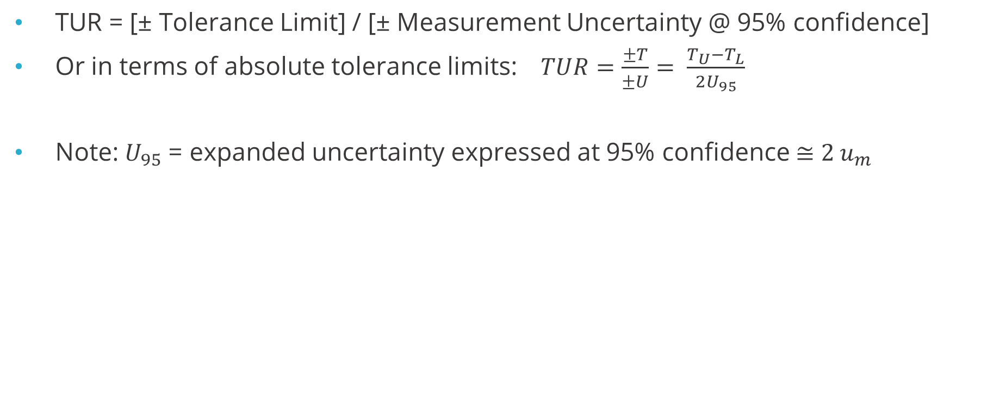 • TUR = [± Tolerance Limit] / [± Measurement Uncertainty @ 95% confidence]
• Or in terms of absolute tolerance limits: $TUR = \frac{\pm T}{\pm U} = \frac{T_U - T_L}{2U_{95}}$
• Note: $U_{95}$ = expanded uncertainty expressed at 95% confidence ≅ 2 $u_m$